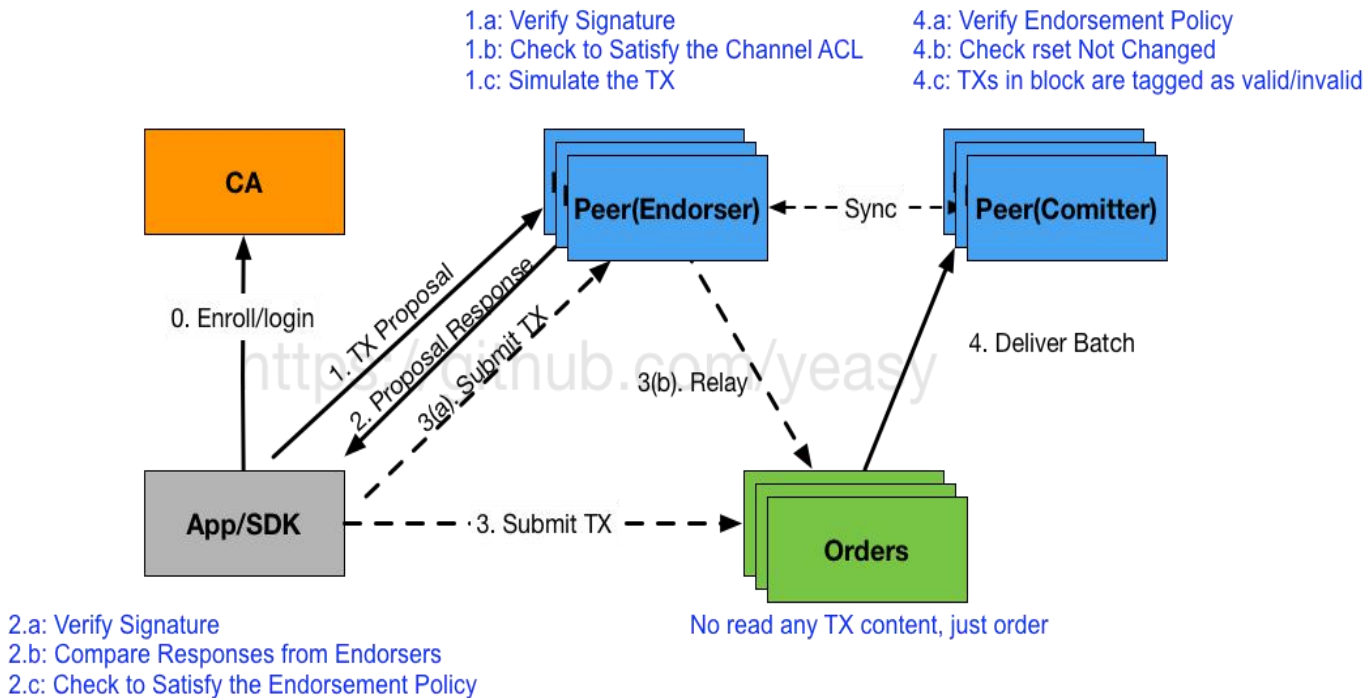 1.a: Verify Signature
1.b: Check to Satisfy the Channel ACL
1.c: Simulate the TX
4.a: Verify Endorsement Policy
4.b: Check rset Not Changed
4.c: TXs in block are tagged as valid/invalid
CA
Peer(Endorser)
Sync
Peer(Comitter)
0. Enroll/login
1. TX Proposal
2. Proposal Response
3(a). Submit TX
3(b). Relay
4. Deliver Batch
https://github.com/yeasy
App/SDK
3. Submit TX
Orders
2.a: Verify Signature
2.b: Compare Responses from Endorsers
2.c: Check to Satisfy the Endorsement Policy
No read any TX content, just order